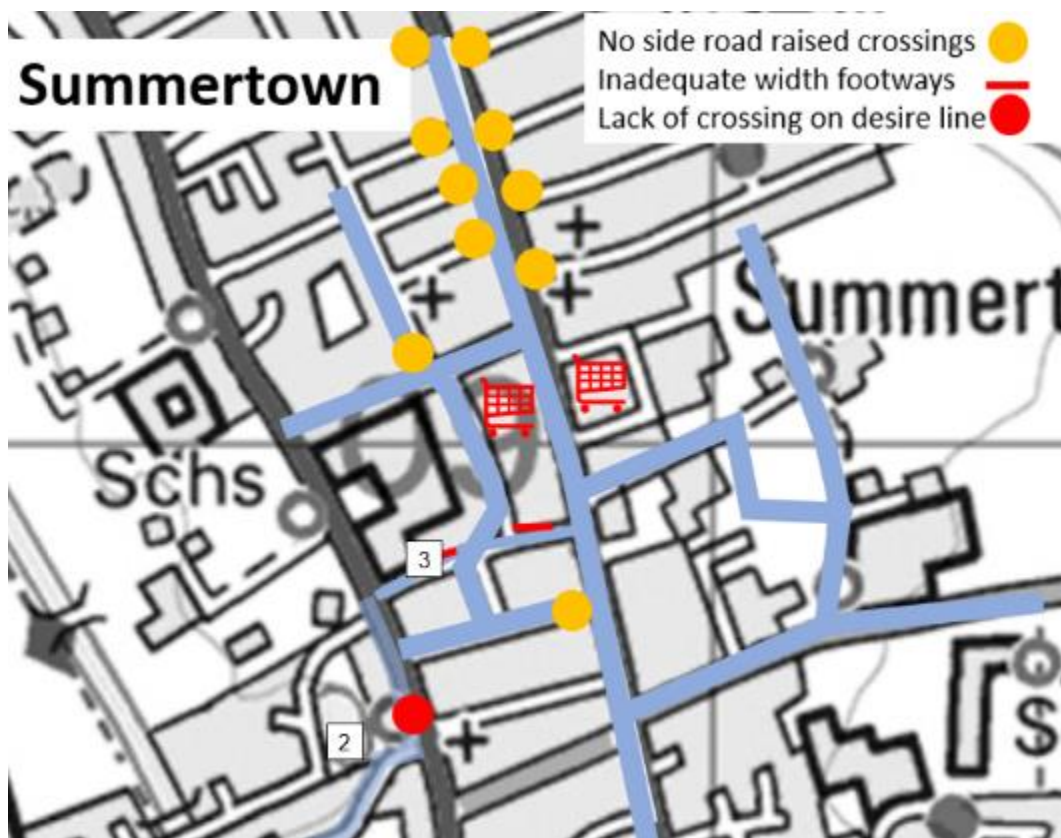 Summertown
No side road raised crossings
Inadequate width footways
Lack of crossing on desire line
Summert
09
Schs
3
2
S